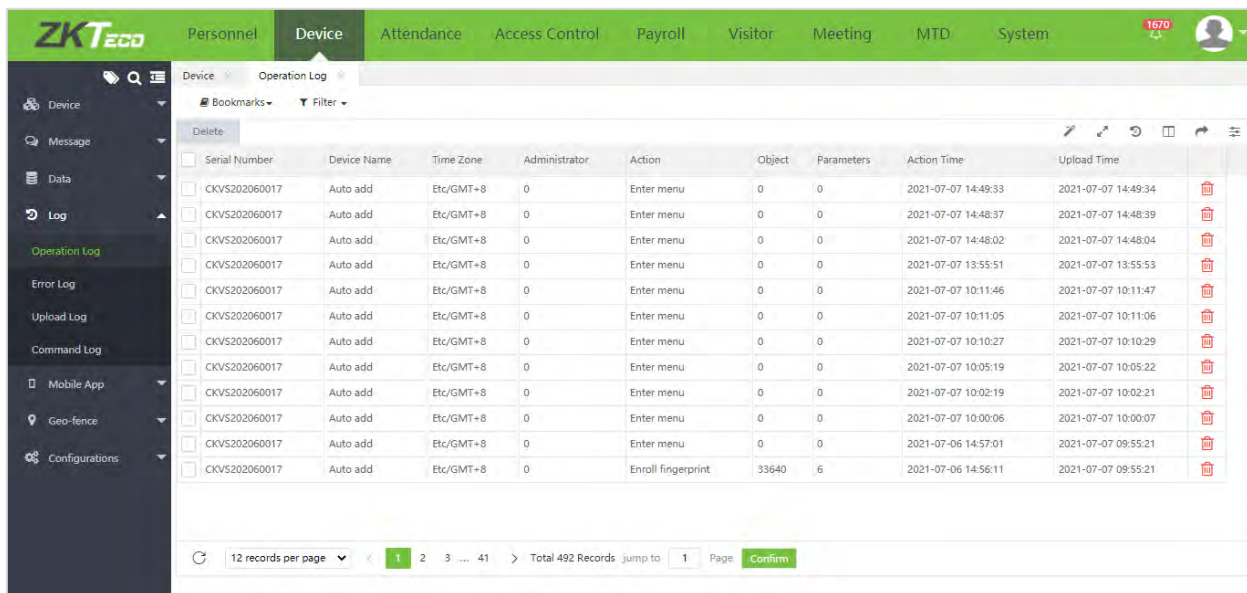 ZKTeco Personnel Device Attendance Access Control Payroll Visitor Meeting MTD System 1670
Device Operation Log
Device
Bookmarks Filter
Message
Delete
Serial Number Device Name Time Zone Administrator Action Object Parameters Action Time Upload Time
Data
CKVS202060017 Auto add Etc/GMT+8 0 Enter menu 0 0 2021-07-07 14:49:33 2021-07-07 14:49:34
Log
CKVS202060017 Auto add Etc/GMT+8 0 Enter menu 0 0 2021-07-07 14:48:37 2021-07-07 14:48:39
Operation Log
CKVS202060017 Auto add Etc/GMT+8 0 Enter menu 0 0 2021-07-07 14:48:02 2021-07-07 14:48:04
CKVS202060017 Auto add Etc/GMT+8 0 Enter menu 0 0 2021-07-07 13:55:51 2021-07-07 13:55:53
Error Log
CKVS202060017 Auto add Etc/GMT+8 0 Enter menu 0 0 2021-07-07 10:11:46 2021-07-07 10:11:47
Upload Log
CKVS202060017 Auto add Etc/GMT+8 0 Enter menu 0 0 2021-07-07 10:11:05 2021-07-07 10:11:06
Command Log
CKVS202060017 Auto add Etc/GMT+8 0 Enter menu 0 0 2021-07-07 10:10:27 2021-07-07 10:10:29
CKVS202060017 Auto add Etc/GMT+8 0 Enter menu 0 0 2021-07-07 10:05:19 2021-07-07 10:05:22
Mobile App
CKVS202060017 Auto add Etc/GMT+8 0 Enter menu 0 0 2021-07-07 10:02:19 2021-07-07 10:02:21
Geo-fence
CKVS202060017 Auto add Etc/GMT+8 0 Enter menu 0 0 2021-07-07 10:00:06 2021-07-07 10:00:07
CKVS202060017 Auto add Etc/GMT+8 0 Enter menu 0 0 2021-07-06 14:57:01 2021-07-07 09:55:21
Configurations
CKVS202060017 Auto add Etc/GMT+8 0 Enroll fingerprint 33640 6 2021-07-06 14:56:11 2021-07-07 09:55:21
12 records per page < 1 2 3 ... 41 > Total 492 Records jump to 1 Page Confirm